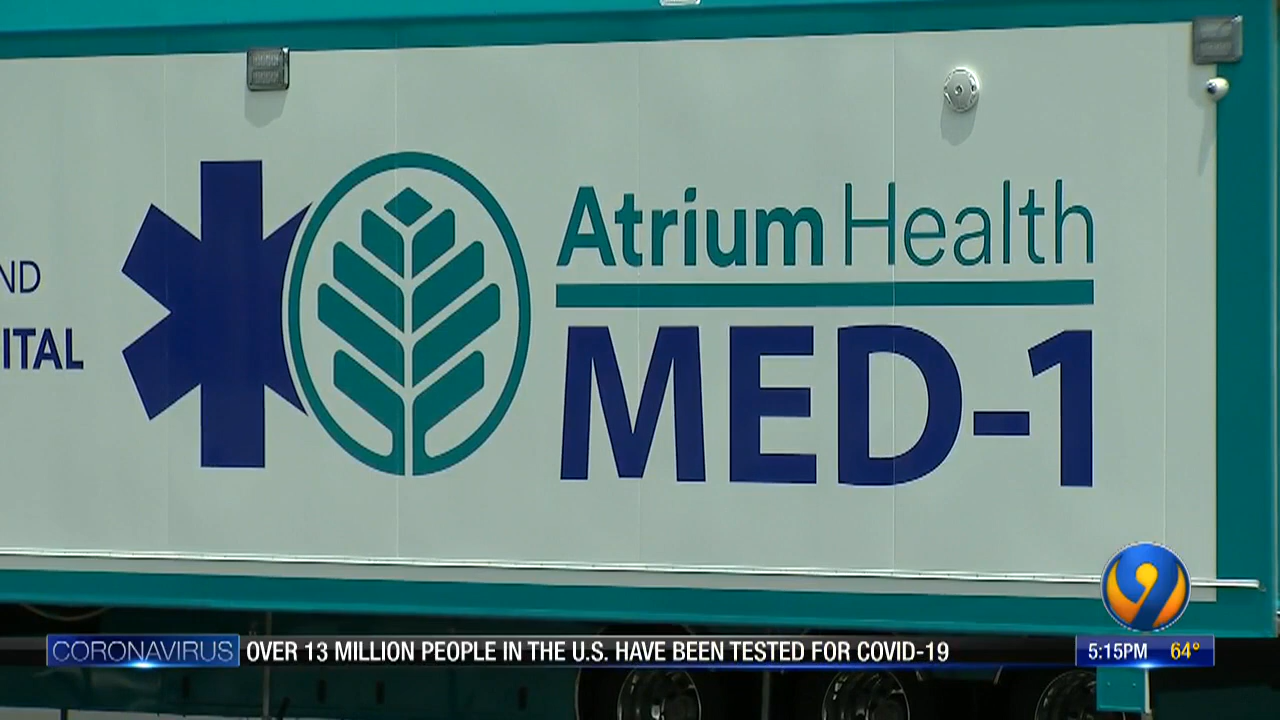 ND
ITAL
Atrium Health
MED-1
9
CORONAVIRUS OVER 13 MILLION PEOPLE IN THE U.S. HAVE BEEN TESTED FOR COVID-19 5:15PM 64°